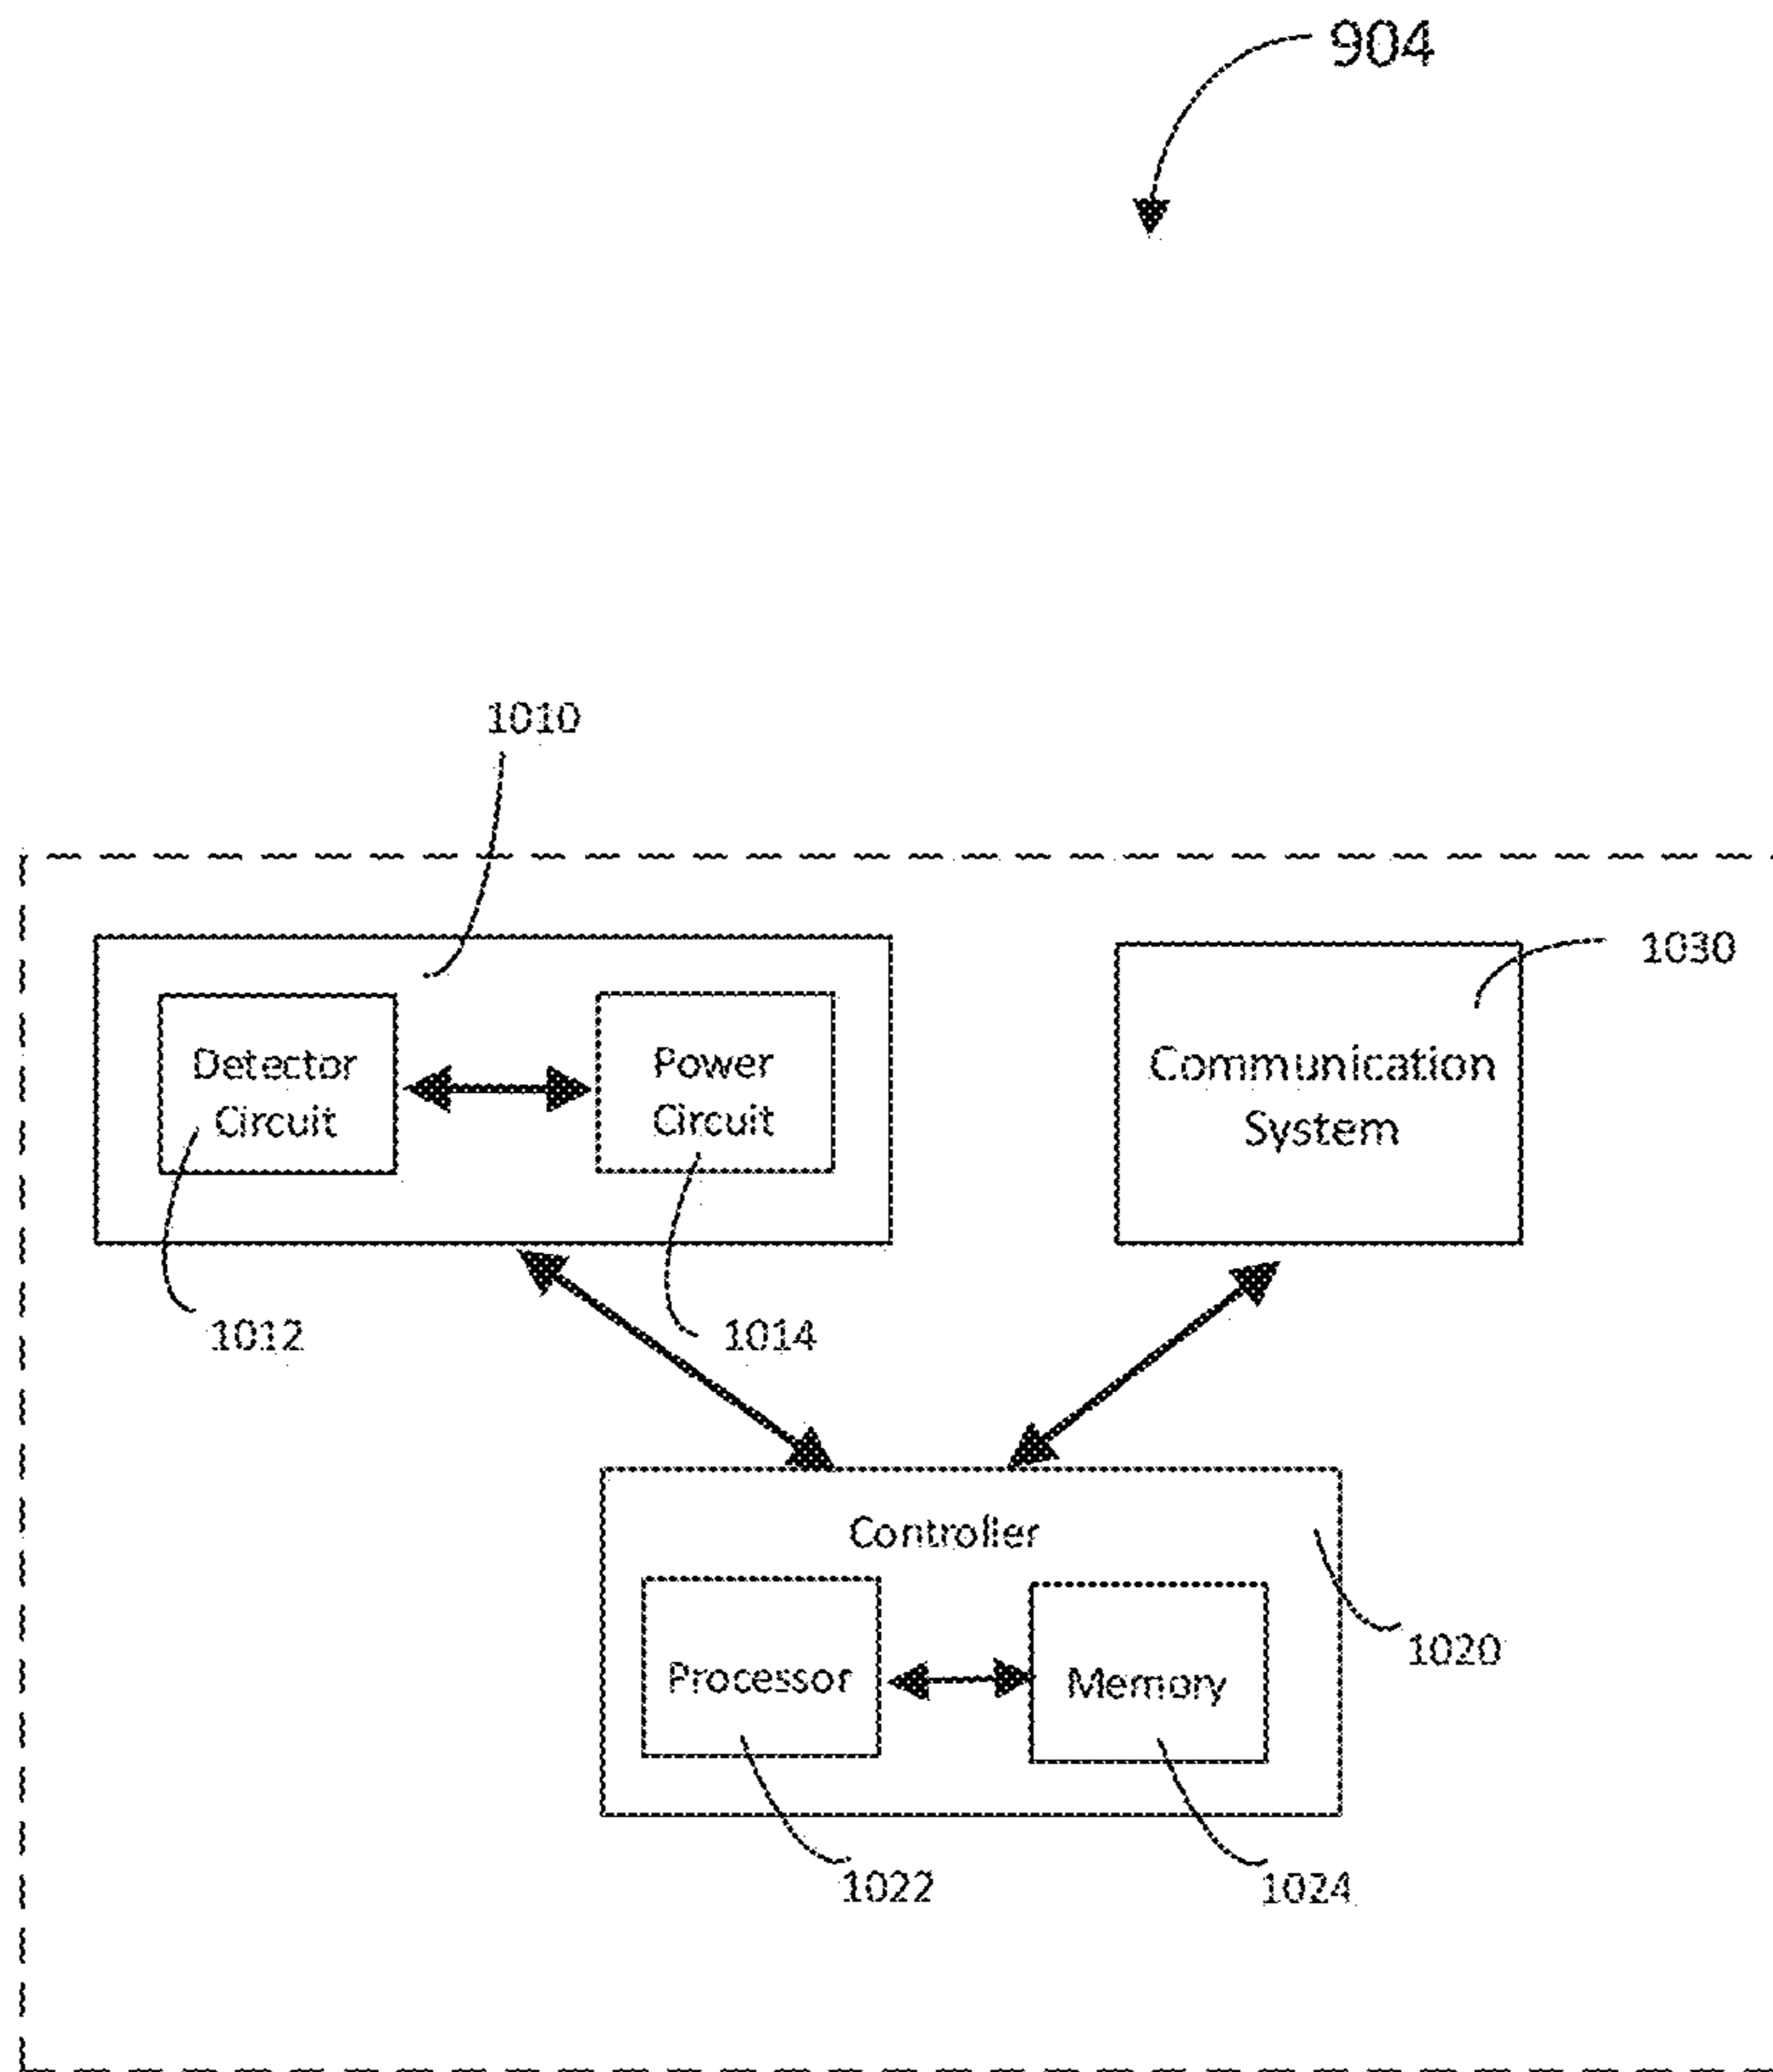 904
1010
1030
Detector
Circuit
Power
Circuit
Communication
System
1012
1014
Controller
Processor
Memory
1020
1022
1024